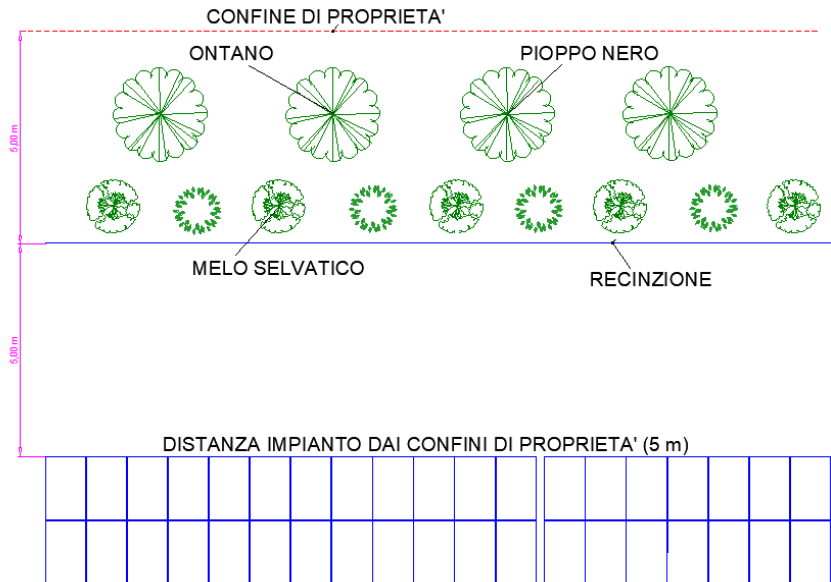 CONFINE DI PROPRIETA'
ONTANO
PIOPPO NERO
5,00 m
MELO SELVATICO
RECINZIONE
5,00 m
DISTANZA IMPIANTO DAI CONFINI DI PROPRIETA' (5 m)